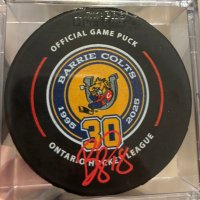 OFFICIAL GAME PUCK
BARRIE COLTS
1995
30
2025
ONTARIO HOCKEY LEAGUE